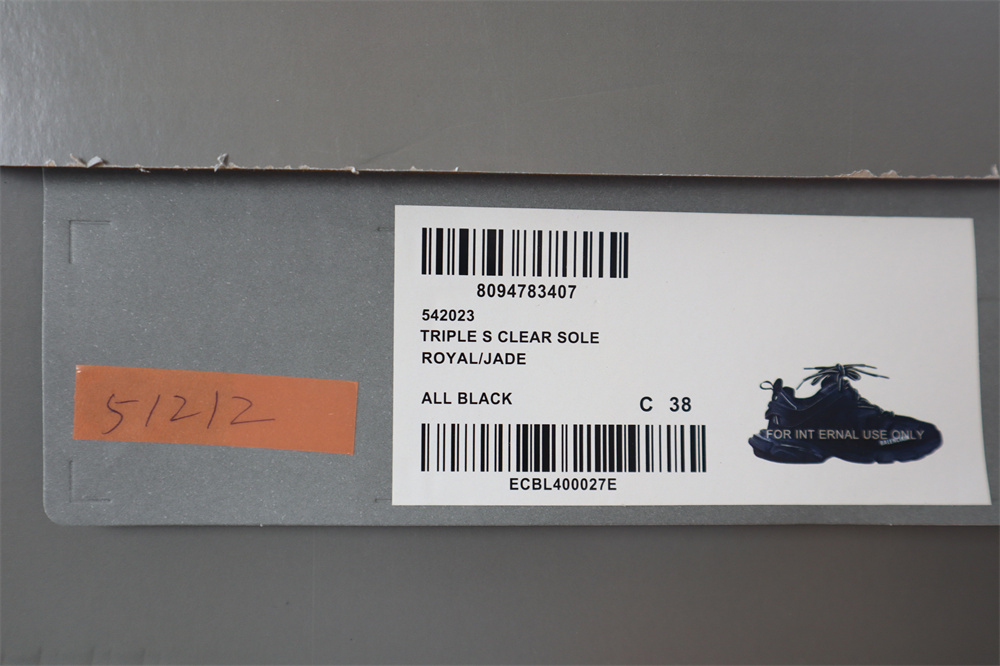 8094783407
542023
TRIPLE S CLEAR SOLE
ROYAL/JADE
ALL BLACK
C 38
ECBL400027E
FOR INT ERNAL USE ONLY
51212